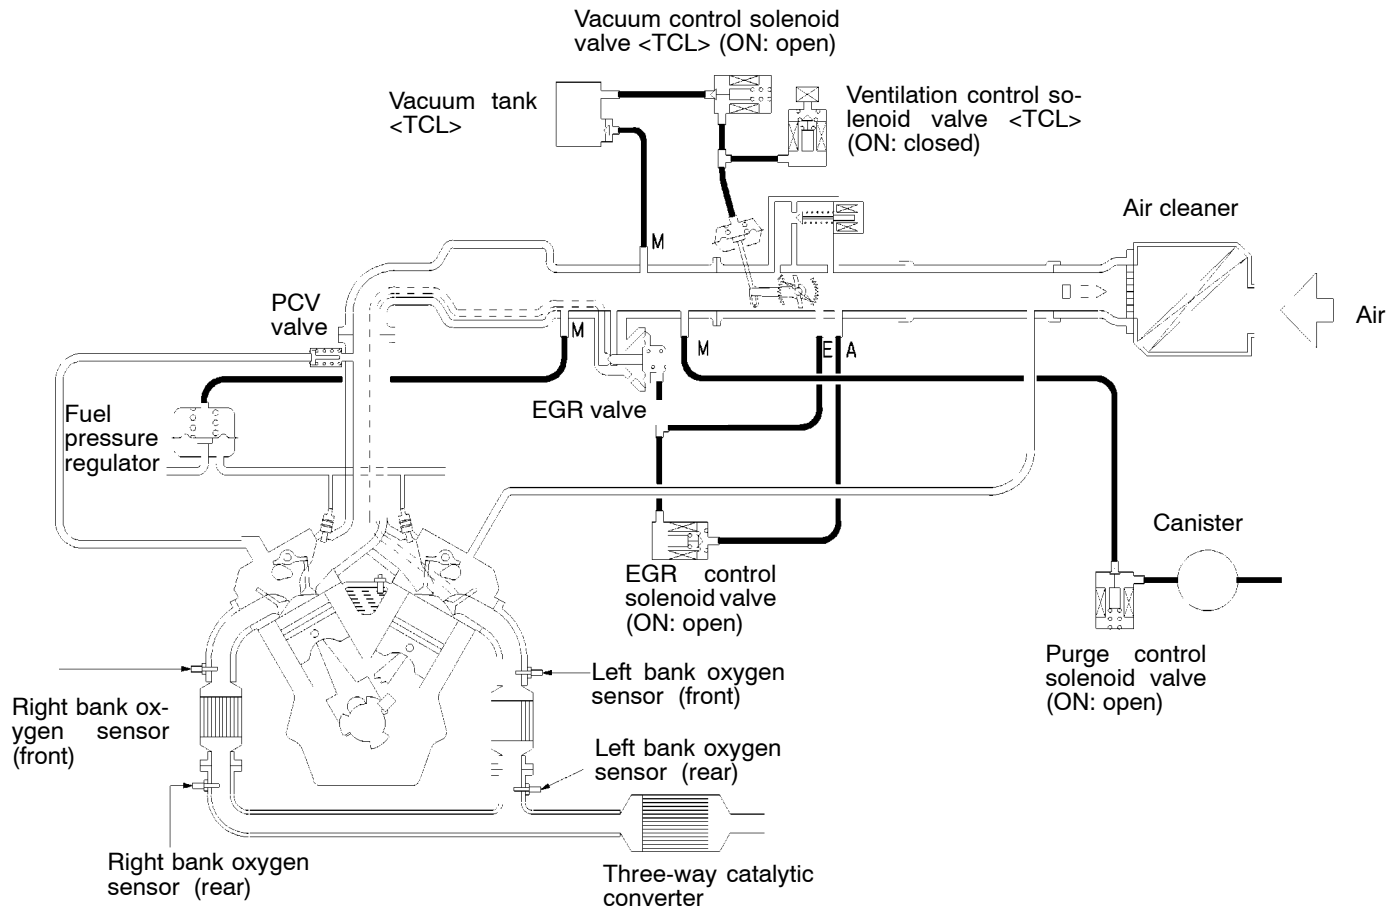 Vacuum control solenoid
valve <TCL> (ON: open)
Vacuum tank
<TCL>
Ventilation control so-
lenoid valve <TCL>
(ON: closed)
Air cleaner
M
PCV
valve
M
M
E
A
Air
EGR valve
Fuel
pressure
regulator
Canister
EGR control
solenoid valve
(ON: open)
Purge control
solenoid valve
(ON: open)
Left bank oxygen
sensor (front)
Right bank ox-
ygen sensor
(front)
Left bank oxygen
sensor (rear)
Right bank oxygen
sensor (rear)
Three-way catalytic
converter